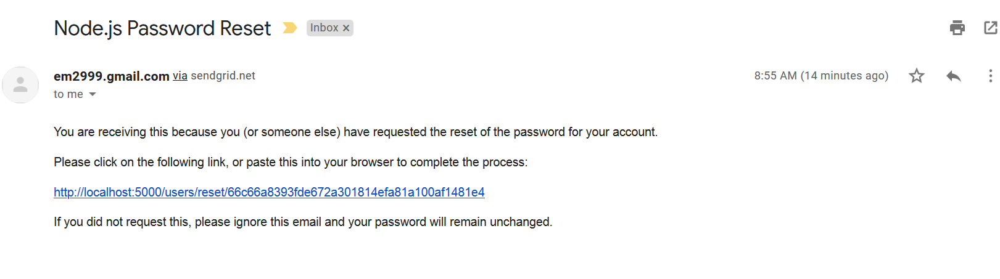 Node.js Password Reset Inbox ×
em2999.gmail.com via sendgrid.net 8:55 AM (14 minutes ago)
to me
You are receiving this because you (or someone else) have requested the reset of the password for your account.
Please click on the following link, or paste this into your browser to complete the process:
http://localhost:5000/users/reset/66c66a8393fde672a301814efa81a100af1481e4
If you did not request this, please ignore this email and your password will remain unchanged.